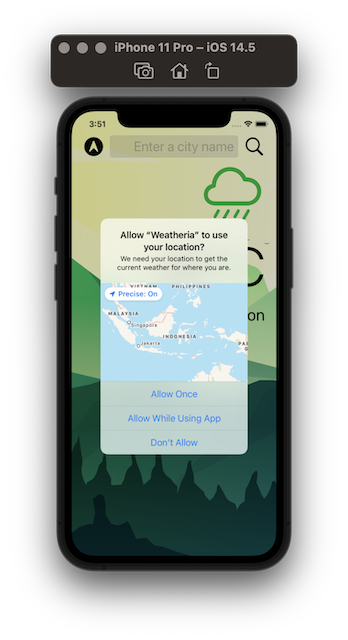 iPhone 11 Pro – iOS 14.5
3:51
Enter a city name
Allow “Weatheria” to use
your location?
We need your location to get the
current weather for where you are.
Precise: On
VIETNAM
PHILIPPINES
MALAYSIA
Singapore
INDONESIA
Jakarta
PA
G
C
on
Allow Once
Allow While Using App
Don't Allow